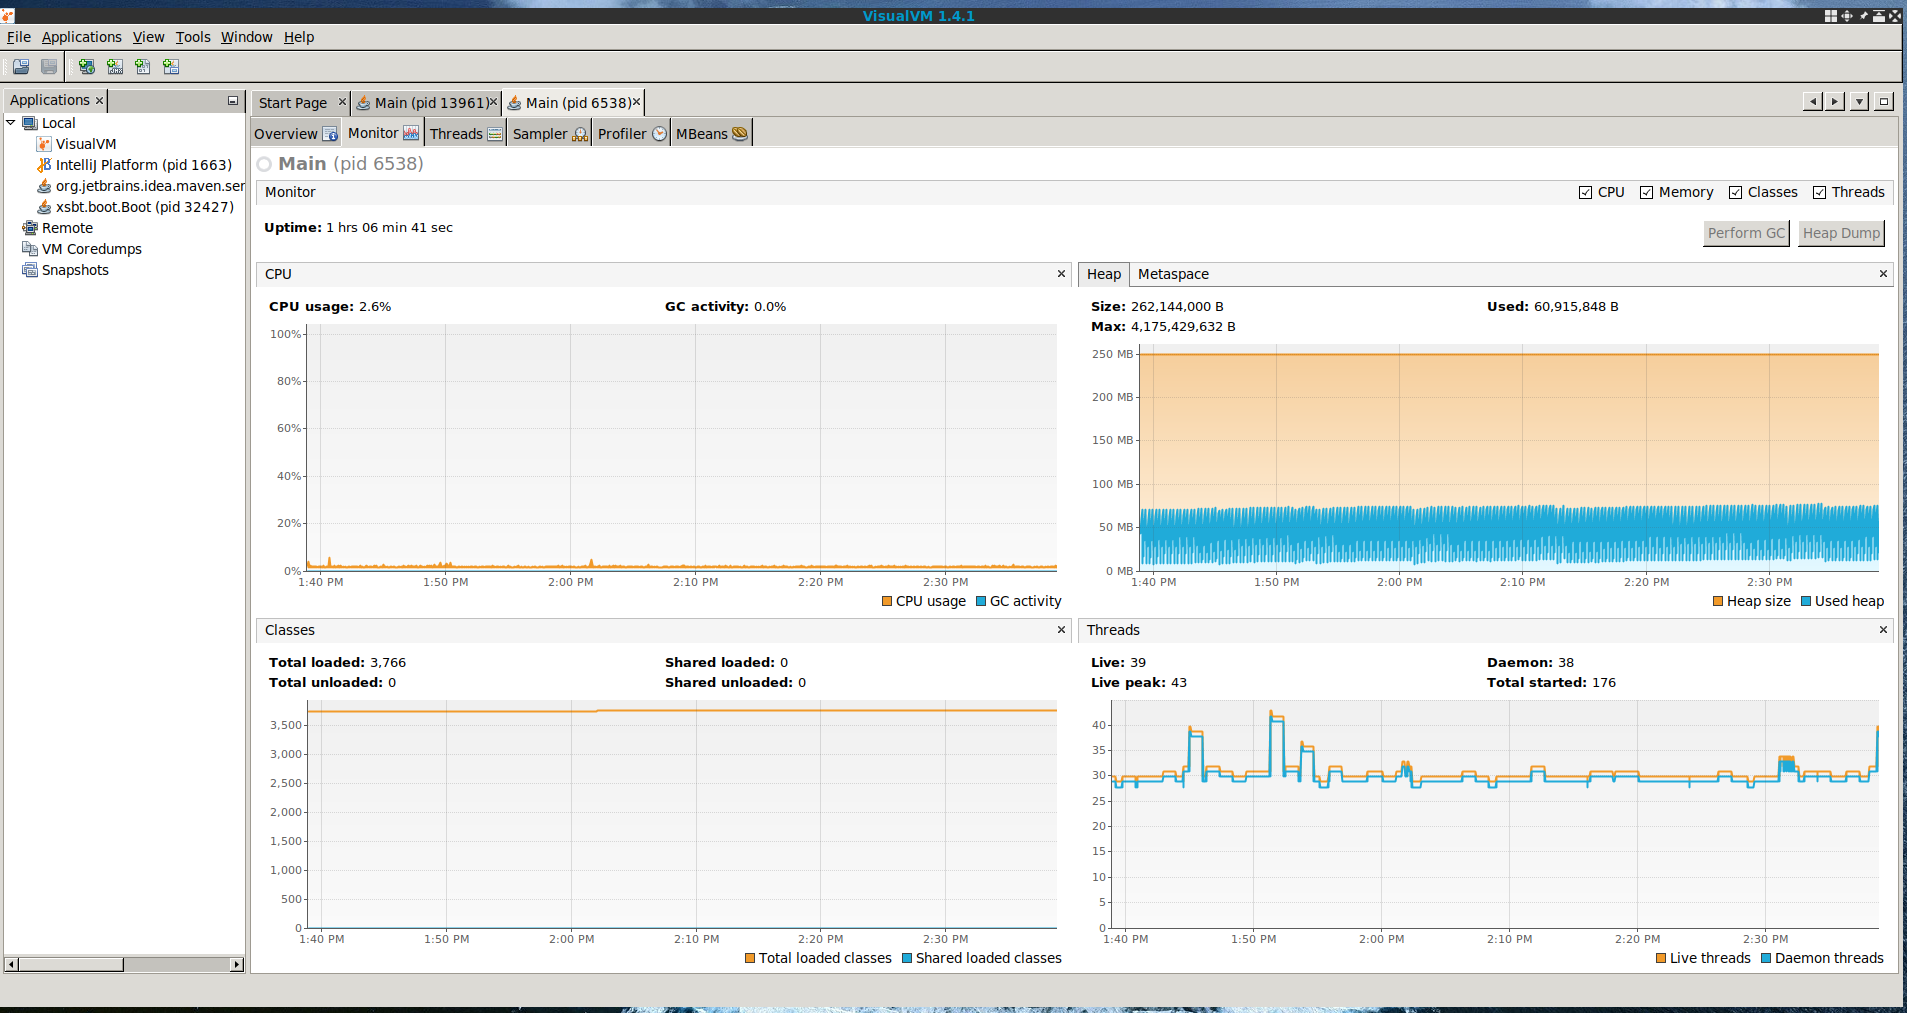 VisualVM 1.4.1
File Applications View Tools Window Help
Applications
Local
VisualVM
IntelliJ Platform (pid 1663)
org.jetbrains.idea.maven.ser
xsbt.boot.Boot (pid 32427)
Remote
VM Coredumps
Snapshots
Start Page Main (pid 13961) Main (pid 6538)
Overview Monitor Threads Sampler Profiler MBeans
Main (pid 6538)
Monitor CPU Memory Classes Threads
Uptime: 1 hrs 06 min 41 sec
Perform GC Heap Dump
CPU
CPU usage: 2.6% GC activity: 0.0%
100%
80%
60%
40%
20%
0%
1:40 PM 1:50 PM 2:00 PM 2:10 PM 2:20 PM 2:30 PM
CPU usage GC activity
Heap Metaspace
Size: 262,144,000 B Used: 60,915,848 B
Max: 4,175,429,632 B
250 MB
200 MB
150 MB
100 MB
50 MB
0 MB
1:40 PM 1:50 PM 2:00 PM 2:10 PM 2:20 PM 2:30 PM
Heap size Used heap
Classes
Total loaded: 3,766 Shared loaded: 0
Total unloaded: 0 Shared unloaded: 0
3,500
3,000
2,500
2,000
1,500
1,000
500
0
1:40 PM 1:50 PM 2:00 PM 2:10 PM 2:20 PM 2:30 PM
Total loaded classes Shared loaded classes
Threads
Live: 39 Daemon: 38
Live peak: 43 Total started: 176
40
35
30
25
20
15
10
5
0
1:40 PM 1:50 PM 2:00 PM 2:10 PM 2:20 PM 2:30 PM
Live threads Daemon threads